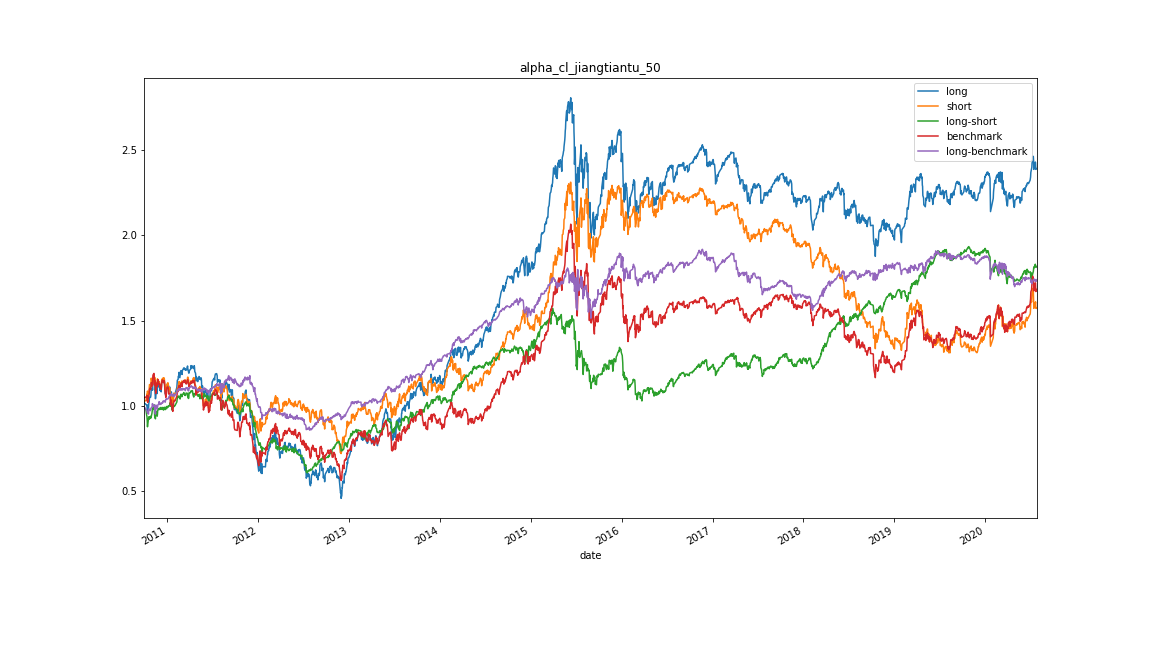 alpha_cl_jiangtiantu_50
long
short
long-short
benchmark
long-benchmark
2.5
2.0
1.5
1.0
0.5
2011 2012 2013 2014 2015 2016 2017 2018 2019 2020
date